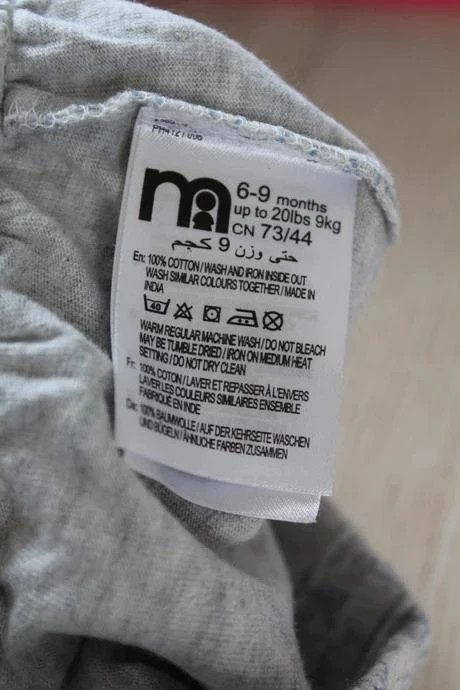 m
6-9 months
up to 20lbs 9kg
CN 73/44
حتى وزن 9 كجم
En: 100% COTTON / WASH AND IRON INSIDE OUT
WASH SIMILAR COLOURS TOGETHER / MADE IN
INDIA
40
WARM REGULAR MACHINE WASH / DO NOT BLEACH
MAY BE TUMBLE DRIED / IRON ON MEDIUM HEAT
SETTING / DO NOT DRY CLEAN
Fr: 100% COTON / LAVER ET REPASSER À L'ENVERS
LAVER LES COULEURS SIMILAIRES ENSEMBLE
FABRIQUÉ EN INDE
De: 100% BAUMWOLLE / AUF DER KEHRSEITE WASCHEN
UND BÜGELN / ÄHNLICHE FARBEN ZUSAMMEN